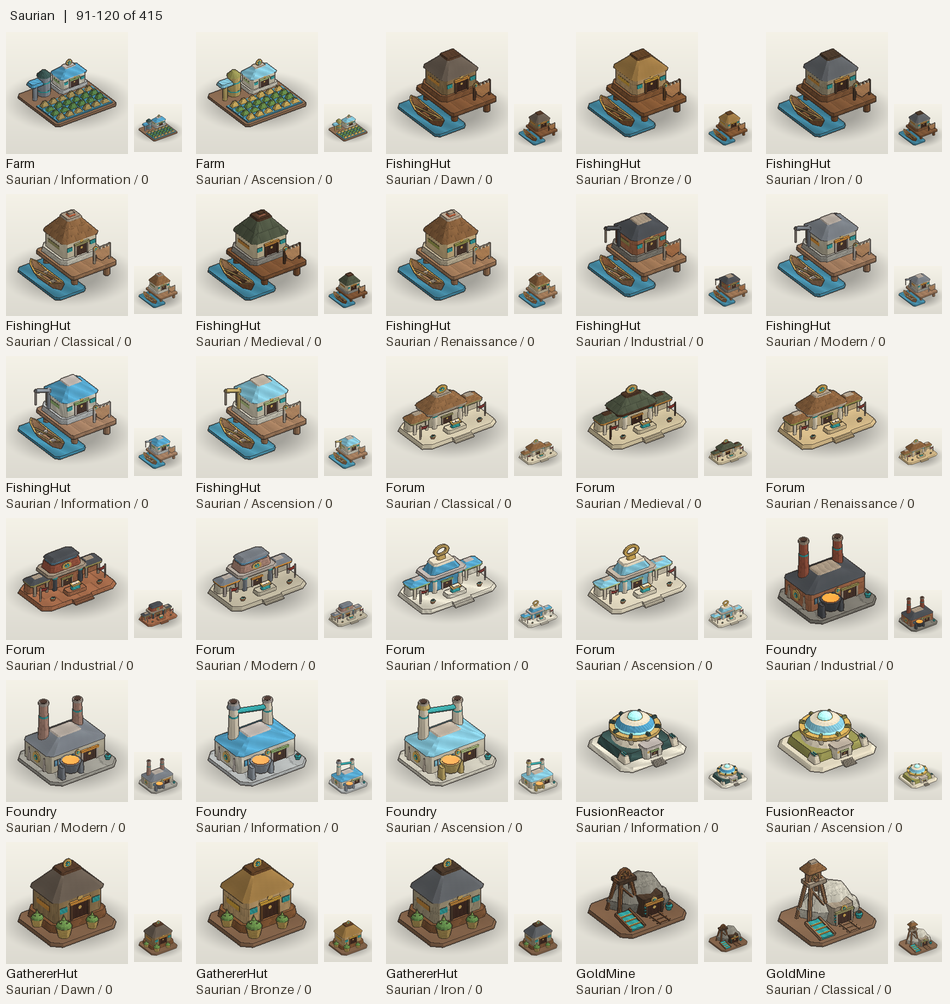 Saurian | 91-120 of 415
Farm
Saurian / Information / 0
Farm
Saurian / Ascension / 0
FishingHut
Saurian / Dawn / 0
FishingHut
Saurian / Bronze / 0
FishingHut
Saurian / Iron / 0
FishingHut
Saurian / Classical / 0
FishingHut
Saurian / Medieval / 0
FishingHut
Saurian / Renaissance / 0
FishingHut
Saurian / Industrial / 0
FishingHut
Saurian / Modern / 0
FishingHut
Saurian / Information / 0
FishingHut
Saurian / Ascension / 0
Forum
Saurian / Classical / 0
Forum
Saurian / Medieval / 0
Forum
Saurian / Renaissance / 0
Forum
Saurian / Industrial / 0
Forum
Saurian / Modern / 0
Forum
Saurian / Information / 0
Forum
Saurian / Ascension / 0
Foundry
Saurian / Industrial / 0
Foundry
Saurian / Modern / 0
Foundry
Saurian / Information / 0
Foundry
Saurian / Ascension / 0
FusionReactor
Saurian / Information / 0
FusionReactor
Saurian / Ascension / 0
GathererHut
Saurian / Dawn / 0
GathererHut
Saurian / Bronze / 0
GathererHut
Saurian / Iron / 0
GoldMine
Saurian / Iron / 0
GoldMine
Saurian / Classical / 0